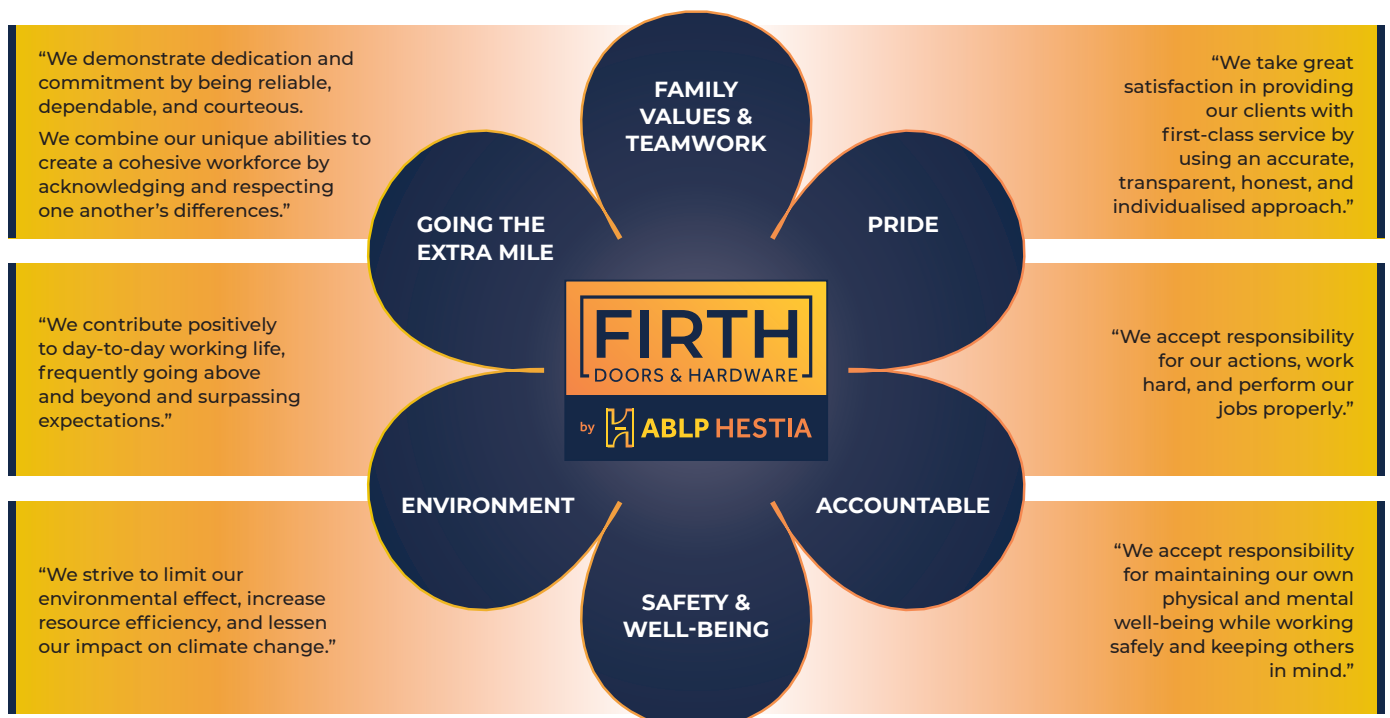 “We demonstrate dedication and
commitment by being reliable,
dependable, and courteous.
We combine our unique abilities to
create a cohesive workforce by
acknowledging and respecting
one another’s differences.”
FAMILY
VALUES &
TEAMWORK
“We take great
satisfaction in providing
our clients with
first-class service by
using an accurate,
transparent, honest, and
individualised approach.”
GOING THE
EXTRA MILE
PRIDE
“We contribute positively
to day-to-day working life,
frequently going above
and beyond and surpassing
expectations.”
FIRTH
DOORS & HARDWARE
by ABLP HESTIA
“We accept responsibility
for our actions, work
hard, and perform our
jobs properly.”
ENVIRONMENT
ACCOUNTABLE
“We strive to limit our
environmental effect, increase
resource efficiency, and lessen
our impact on climate change.”
SAFETY &
WELL-BEING
“We accept responsibility
for maintaining our own
physical and mental
well-being while working
safely and keeping others
in mind.”